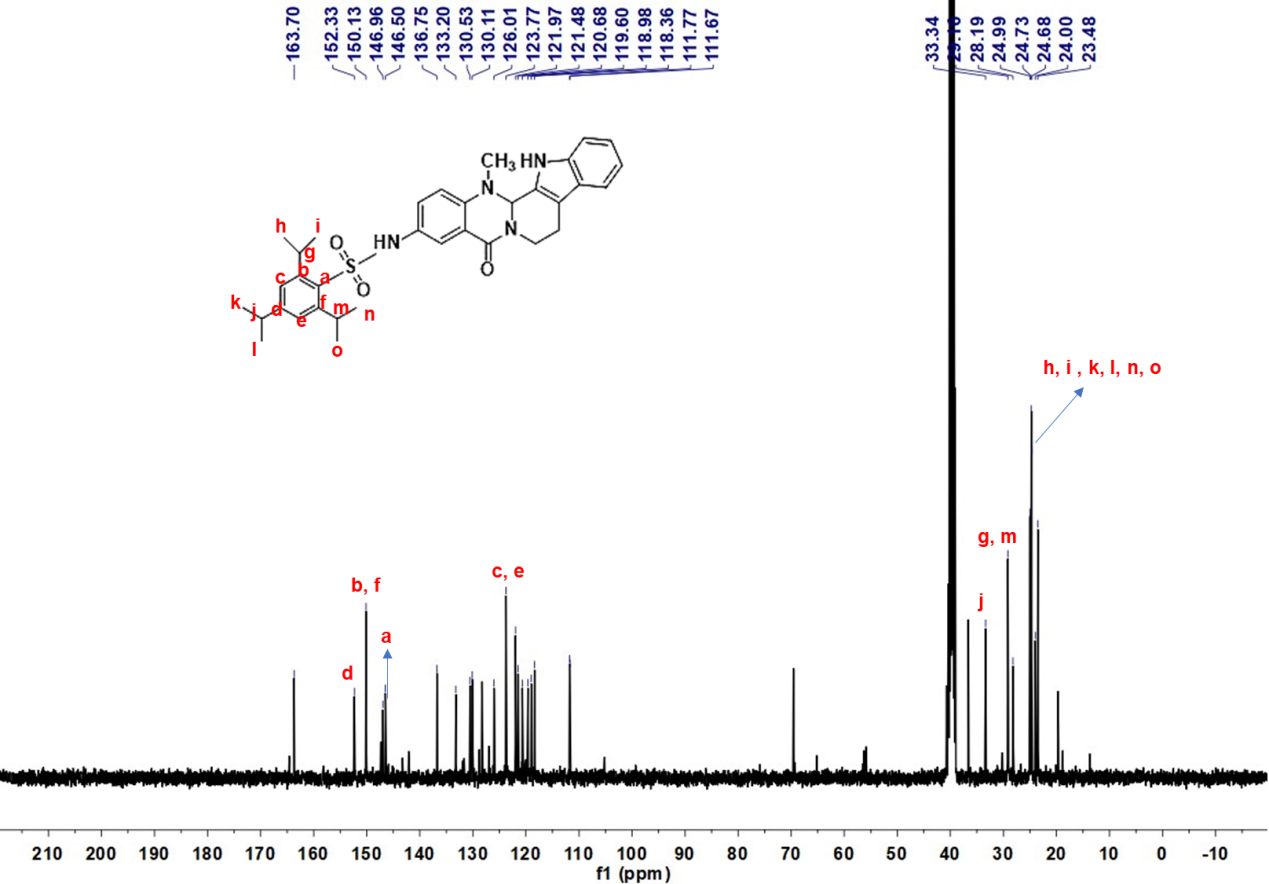 163.70
152.33
150.13
146.96
146.50
136.75
133.20
130.53
130.11
126.01
123.77
121.97
121.48
120.68
119.60
118.98
118.36
111.77
111.67
33.34
28.19
24.99
24.73
24.68
24.00
23.48
CH3 HN
N
h i
g
O
HN
N
b
c a
S
O
O
k j d f m n
e
l o
h, i , k, l, n, o
g, m
c, e
b, f
j
a
d
210 200 190 180 170 160 150 140 130 120 110 100 90 80 70 60 50 40 30 20 10 0 -10
f1 (ppm)